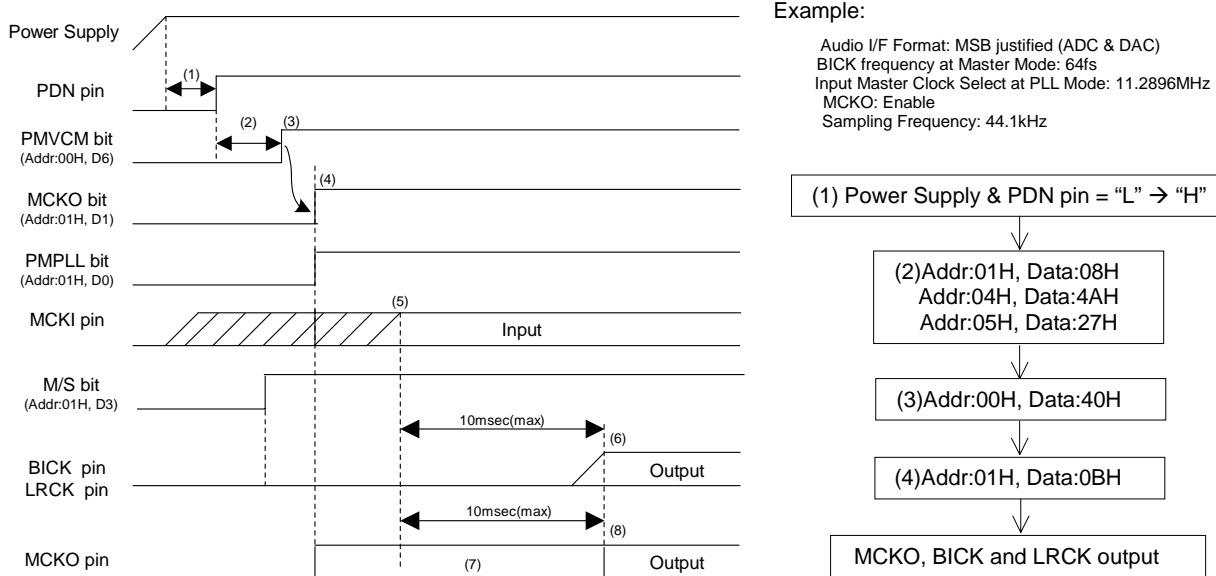 Power Supply
(1)
PDN pin
(2)
(3)
PMVCM bit
(Addr:00H, D6)
(4)
MCKO bit
(Addr:01H, D1)
PMPLL bit
(Addr:01H, D0)
(5)
MCKI pin
Input
M/S bit
(Addr:01H, D3)
10msec(max)
(6)
BICK pin
LRCK pin
Output
10msec(max)
(8)
MCKO pin
(7)
Output
Example:
Audio I/F Format: MSB justified (ADC & DAC)
BICK frequency at Master Mode: 64fs
Input Master Clock Select at PLL Mode: 11.2896MHz
MCKO: Enable
Sampling Frequency: 44.1kHz
(1) Power Supply & PDN pin = “L” → “H”
(2)Addr:01H, Data:08H
Addr:04H, Data:4AH
Addr:05H, Data:27H
(3)Addr:00H, Data:40H
(4)Addr:01H, Data:0BH
MCKO, BICK and LRCK output